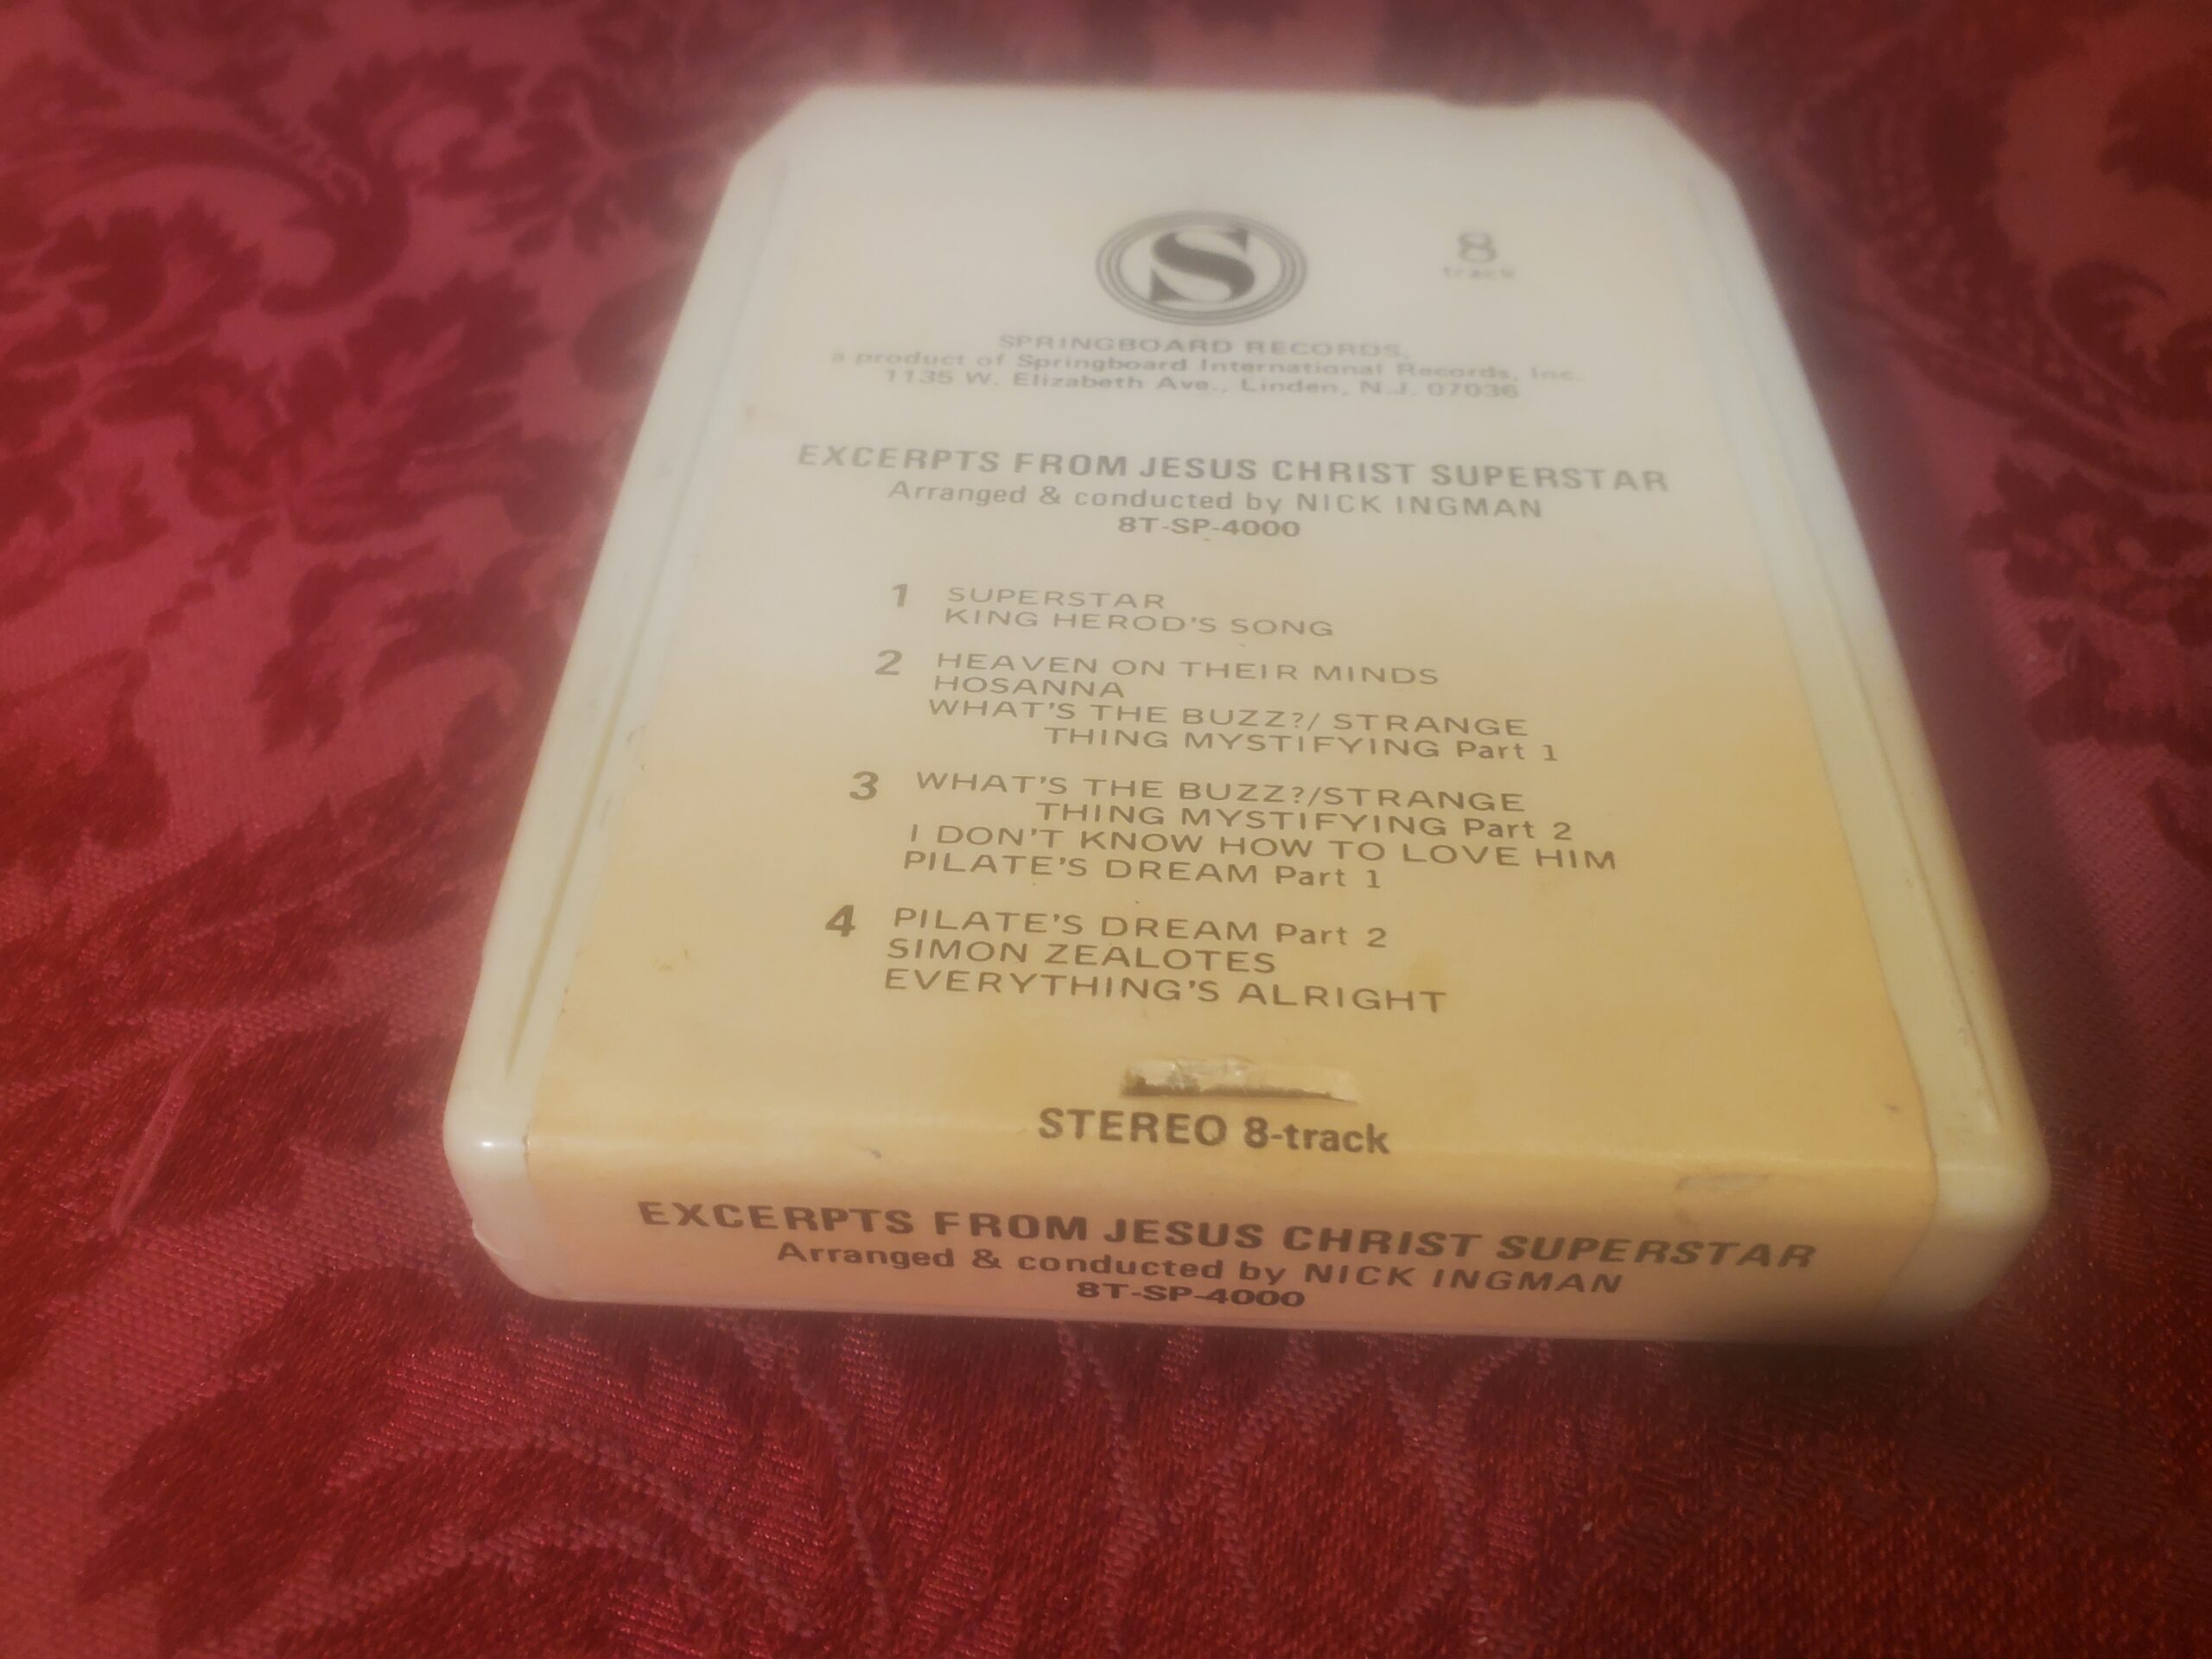 S
8
track
SPRINGBOARD RECORDS,
a product of Springboard International Records, Inc.
1135 W. Elizabeth Ave., Linden, N.J. 07036
EXCERPTS FROM JESUS CHRIST SUPERSTAR
Arranged & conducted by NICK INGMAN
8T-SP-4000
1 SUPERSTAR
KING HEROD'S SONG
2 HEAVEN ON THEIR MINDS
HOSANNA
WHAT'S THE BUZZ?/ STRANGE
THING MYSTIFYING Part 1
3 WHAT'S THE BUZZ?/STRANGE
THING MYSTIFYING Part 2
I DON'T KNOW HOW TO LOVE HIM
PILATE'S DREAM Part 1
4 PILATE'S DREAM Part 2
SIMON ZEALOTES
EVERYTHING'S ALRIGHT
STEREO 8-track
EXCERPTS FROM JESUS CHRIST SUPERSTAR
Arranged & conducted by NICK INGMAN
8T-SP-4000